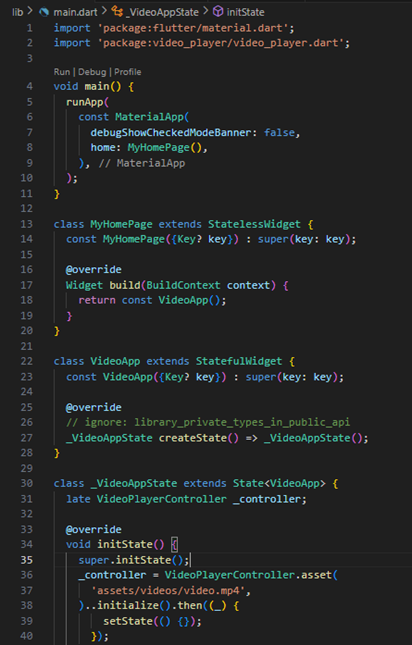 lib > main.dart > _VideoAppState > initState
1 import 'package:flutter/material.dart';
2 import 'package:video_player/video_player.dart';
3
Run | Debug | Profile
4 void main() {
5   runApp(
6     const MaterialApp(
7       debugShowCheckedModeBanner: false,
8       home: MyHomePage(),
9     ), // MaterialApp
10   );
11 }
12
13 class MyHomePage extends StatelessWidget {
14   const MyHomePage({Key? key}) : super(key: key);
15
16   @override
17   Widget build(BuildContext context) {
18     return const VideoApp();
19   }
20 }
21
22 class VideoApp extends StatefulWidget {
23   const VideoApp({Key? key}) : super(key: key);
24
25   @override
26   // ignore: library_private_types_in_public_api
27   _VideoAppState createState() => _VideoAppState();
28 }
29
30 class _VideoAppState extends State<VideoApp> {
31   late VideoPlayerController _controller;
32
33   @override
34   void initState() {
35     super.initState();
36     _controller = VideoPlayerController.asset(
37       'assets/videos/video.mp4',
38     )..initialize().then((_) {
39         setState(() {});
40       });